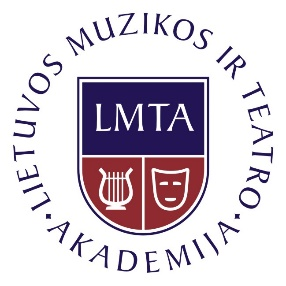 LIETUVOS MUZIKOS IR TEATRO
• AKADEMIJA •
LMTA